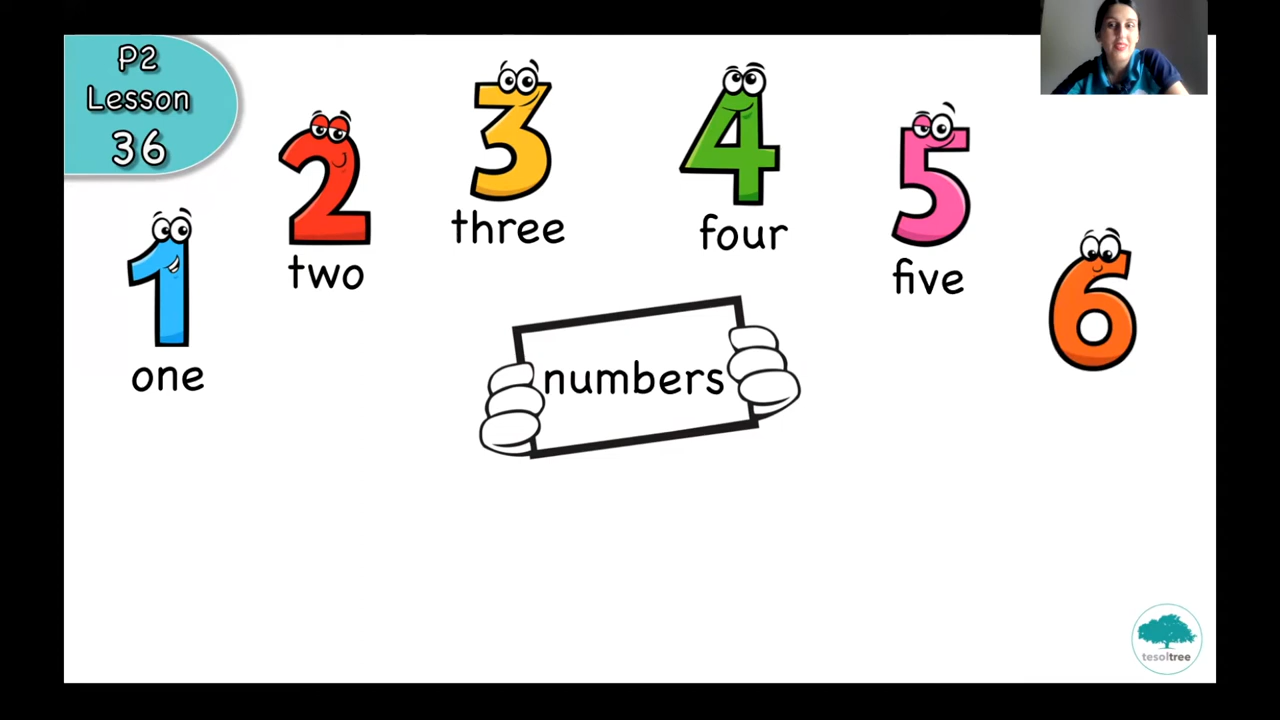 P2
Lesson
36
1
one
2
two
3
three
4
four
5
five
6
numbers
tesoltree